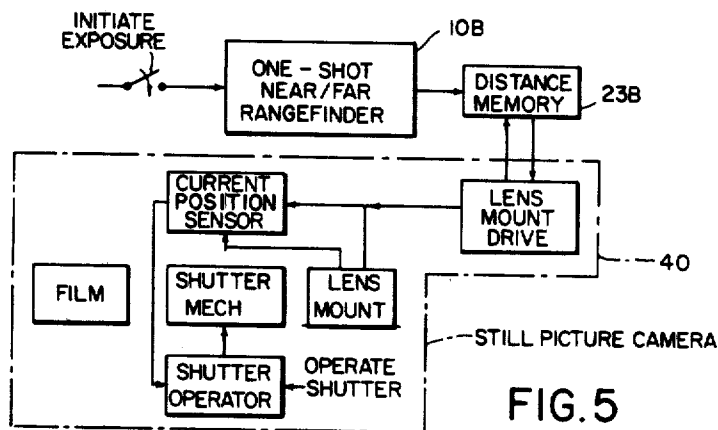 INITIATE
EXPOSURE
10B
ONE-SHOT
NEAR/FAR
RANGEFINDER
DISTANCE
MEMORY
23B
CURRENT
POSITION
SENSOR
LENS
MOUNT
DRIVE
40
FILM
SHUTTER
MECH
LENS
MOUNT
STILL PICTURE CAMERA
SHUTTER
OPERATOR
OPERATE
SHUTTER
FIG.5